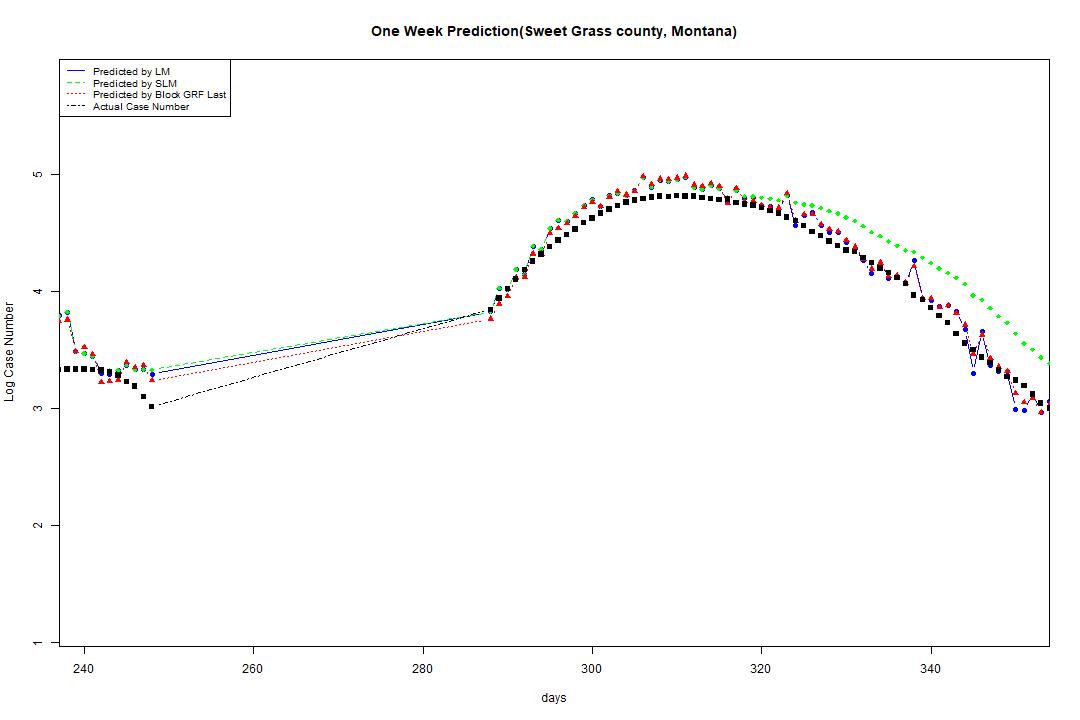 One Week Prediction(Sweet Grass county, Montana)
Predicted by LM
Predicted by SLM
Predicted by Block GRF Last
Actual Case Number
5
4
3
2
1
Log Case Number
240 260 280 300 320 340
days